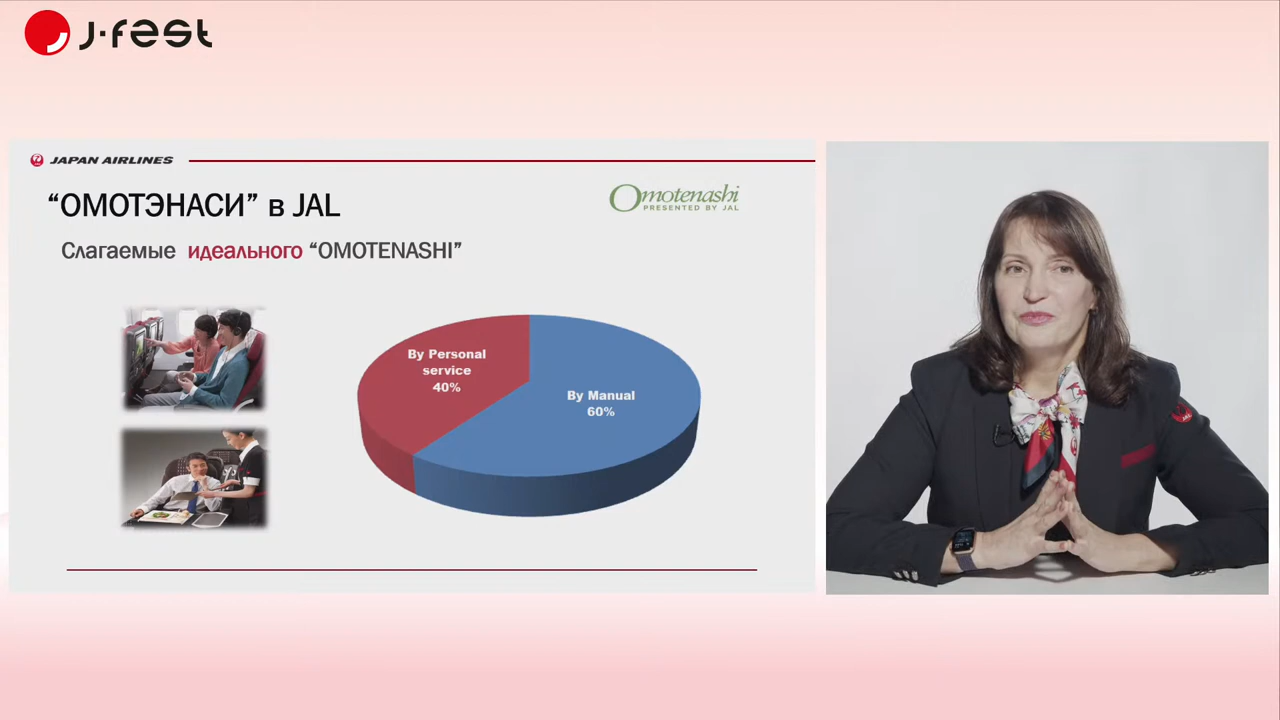 J·fest
JAPAN AIRLINES
“ОМОТЭНАСИ” в JAL
Omotenashi
PRESENTED BY JAL
Слагаемые идеального “OMOTENASHI”
By Personal
service
40%
By Manual
60%
JAL